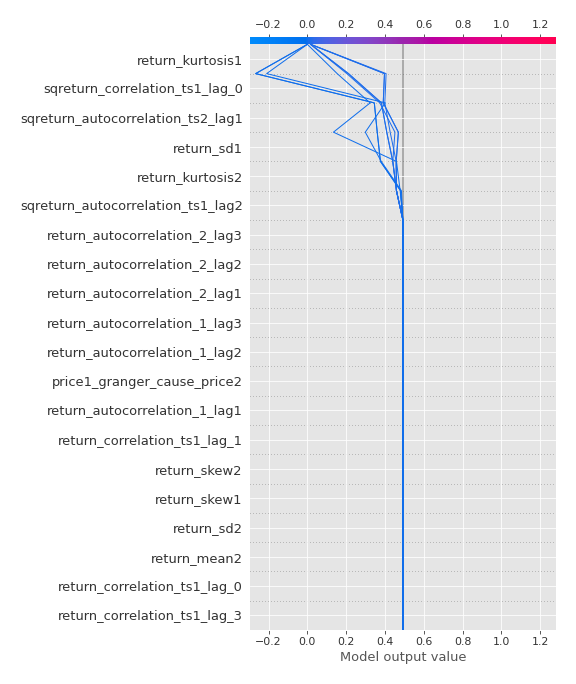 −0.2 0.0 0.2 0.4 0.6 0.8 1.0 1.2
return_kurtosis1
sqreturn_correlation_ts1_lag_0
sqreturn_autocorrelation_ts2_lag1
return_sd1
return_kurtosis2
sqreturn_autocorrelation_ts1_lag2
return_autocorrelation_2_lag3
return_autocorrelation_2_lag2
return_autocorrelation_2_lag1
return_autocorrelation_1_lag3
return_autocorrelation_1_lag2
price1_granger_cause_price2
return_autocorrelation_1_lag1
return_correlation_ts1_lag_1
return_skew2
return_skew1
return_sd2
return_mean2
return_correlation_ts1_lag_0
return_correlation_ts1_lag_3
−0.2 0.0 0.2 0.4 0.6 0.8 1.0 1.2
Model output value